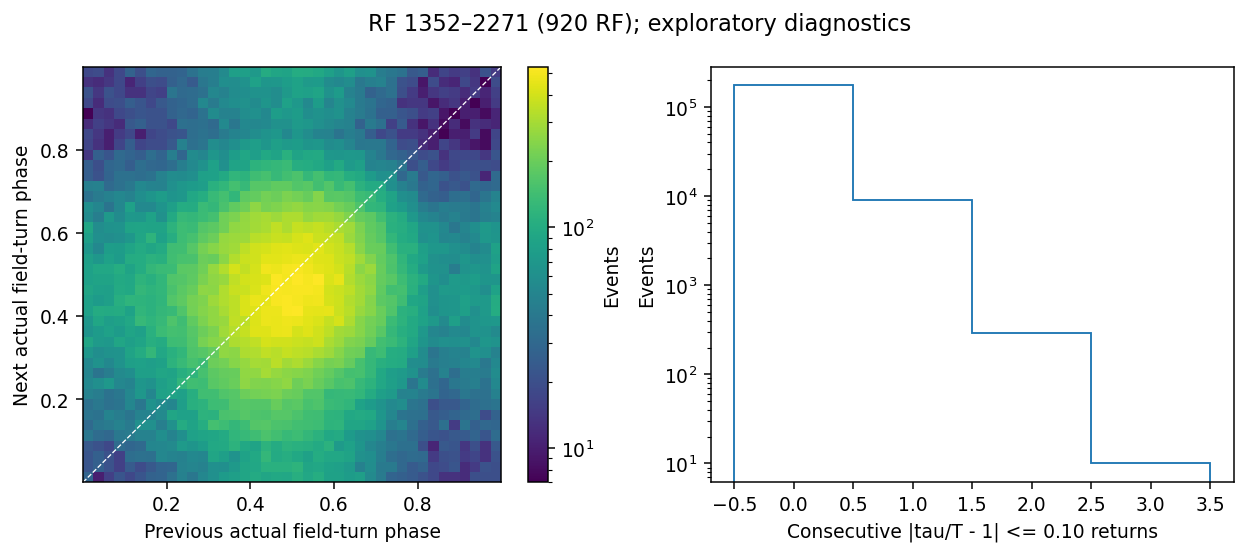 RF 1352–2271 (920 RF); exploratory diagnostics
Next actual field-turn phase
0.8
0.6
0.4
0.2
0.2 0.4 0.6 0.8
Previous actual field-turn phase
10²
10¹
Events
Events
10⁵
10⁴
10³
10²
10¹
−0.5 0.0 0.5 1.0 1.5 2.0 2.5 3.0 3.5
Consecutive |tau/T - 1| <= 0.10 returns